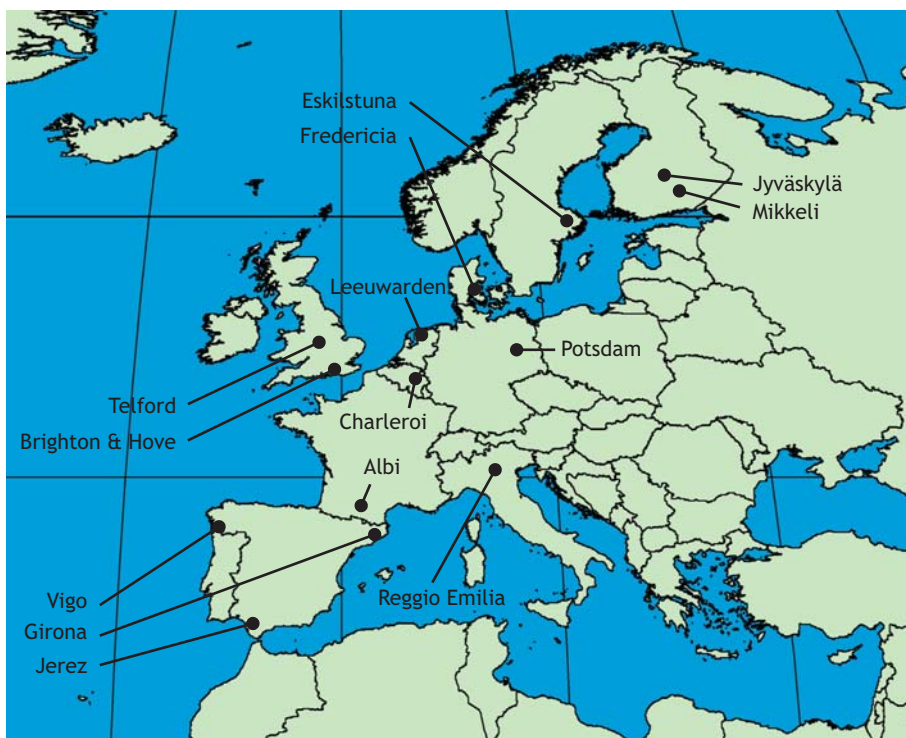 Eskilstuna
Fredericia
Jyväskylä
Mikkeli
Leeuwarden
Potsdam
Telford
Charleroi
Brighton & Hove
Albi
Vigo
Reggio Emilia
Girona
Jerez